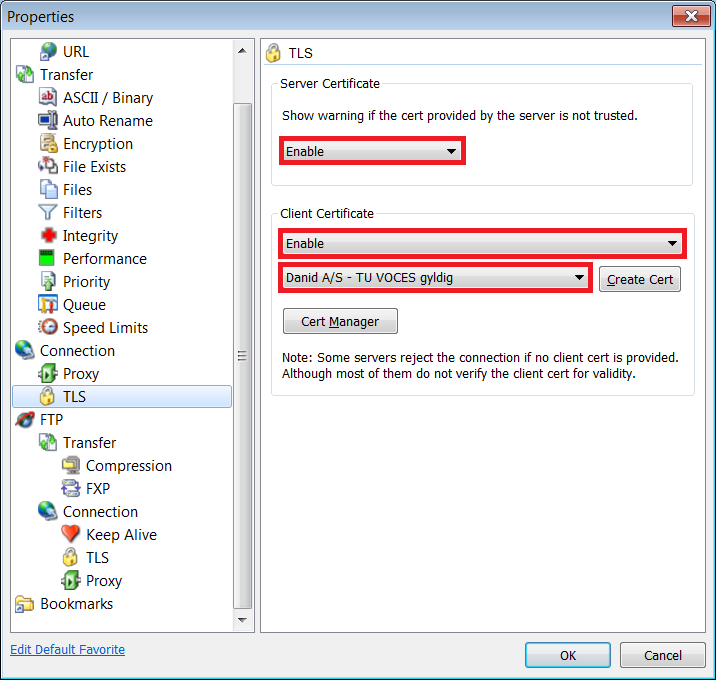 Properties
URL
Transfer
ASCII / Binary
Auto Rename
Encryption
File Exists
Files
Filters
Integrity
Performance
Priority
Queue
Speed Limits
Connection
Proxy
TLS
FTP
Transfer
Compression
FXP
Connection
Keep Alive
TLS
Proxy
Bookmarks
TLS
Server Certificate
Show warning if the cert provided by the server is not trusted.
Enable
Client Certificate
Enable
Danid A/S - TU VOCES gyldig
Create Cert
Cert Manager
Note: Some servers reject the connection if no client cert is provided.
Although most of them do not verify the client cert for validity.
Edit Default Favorite
OK
Cancel